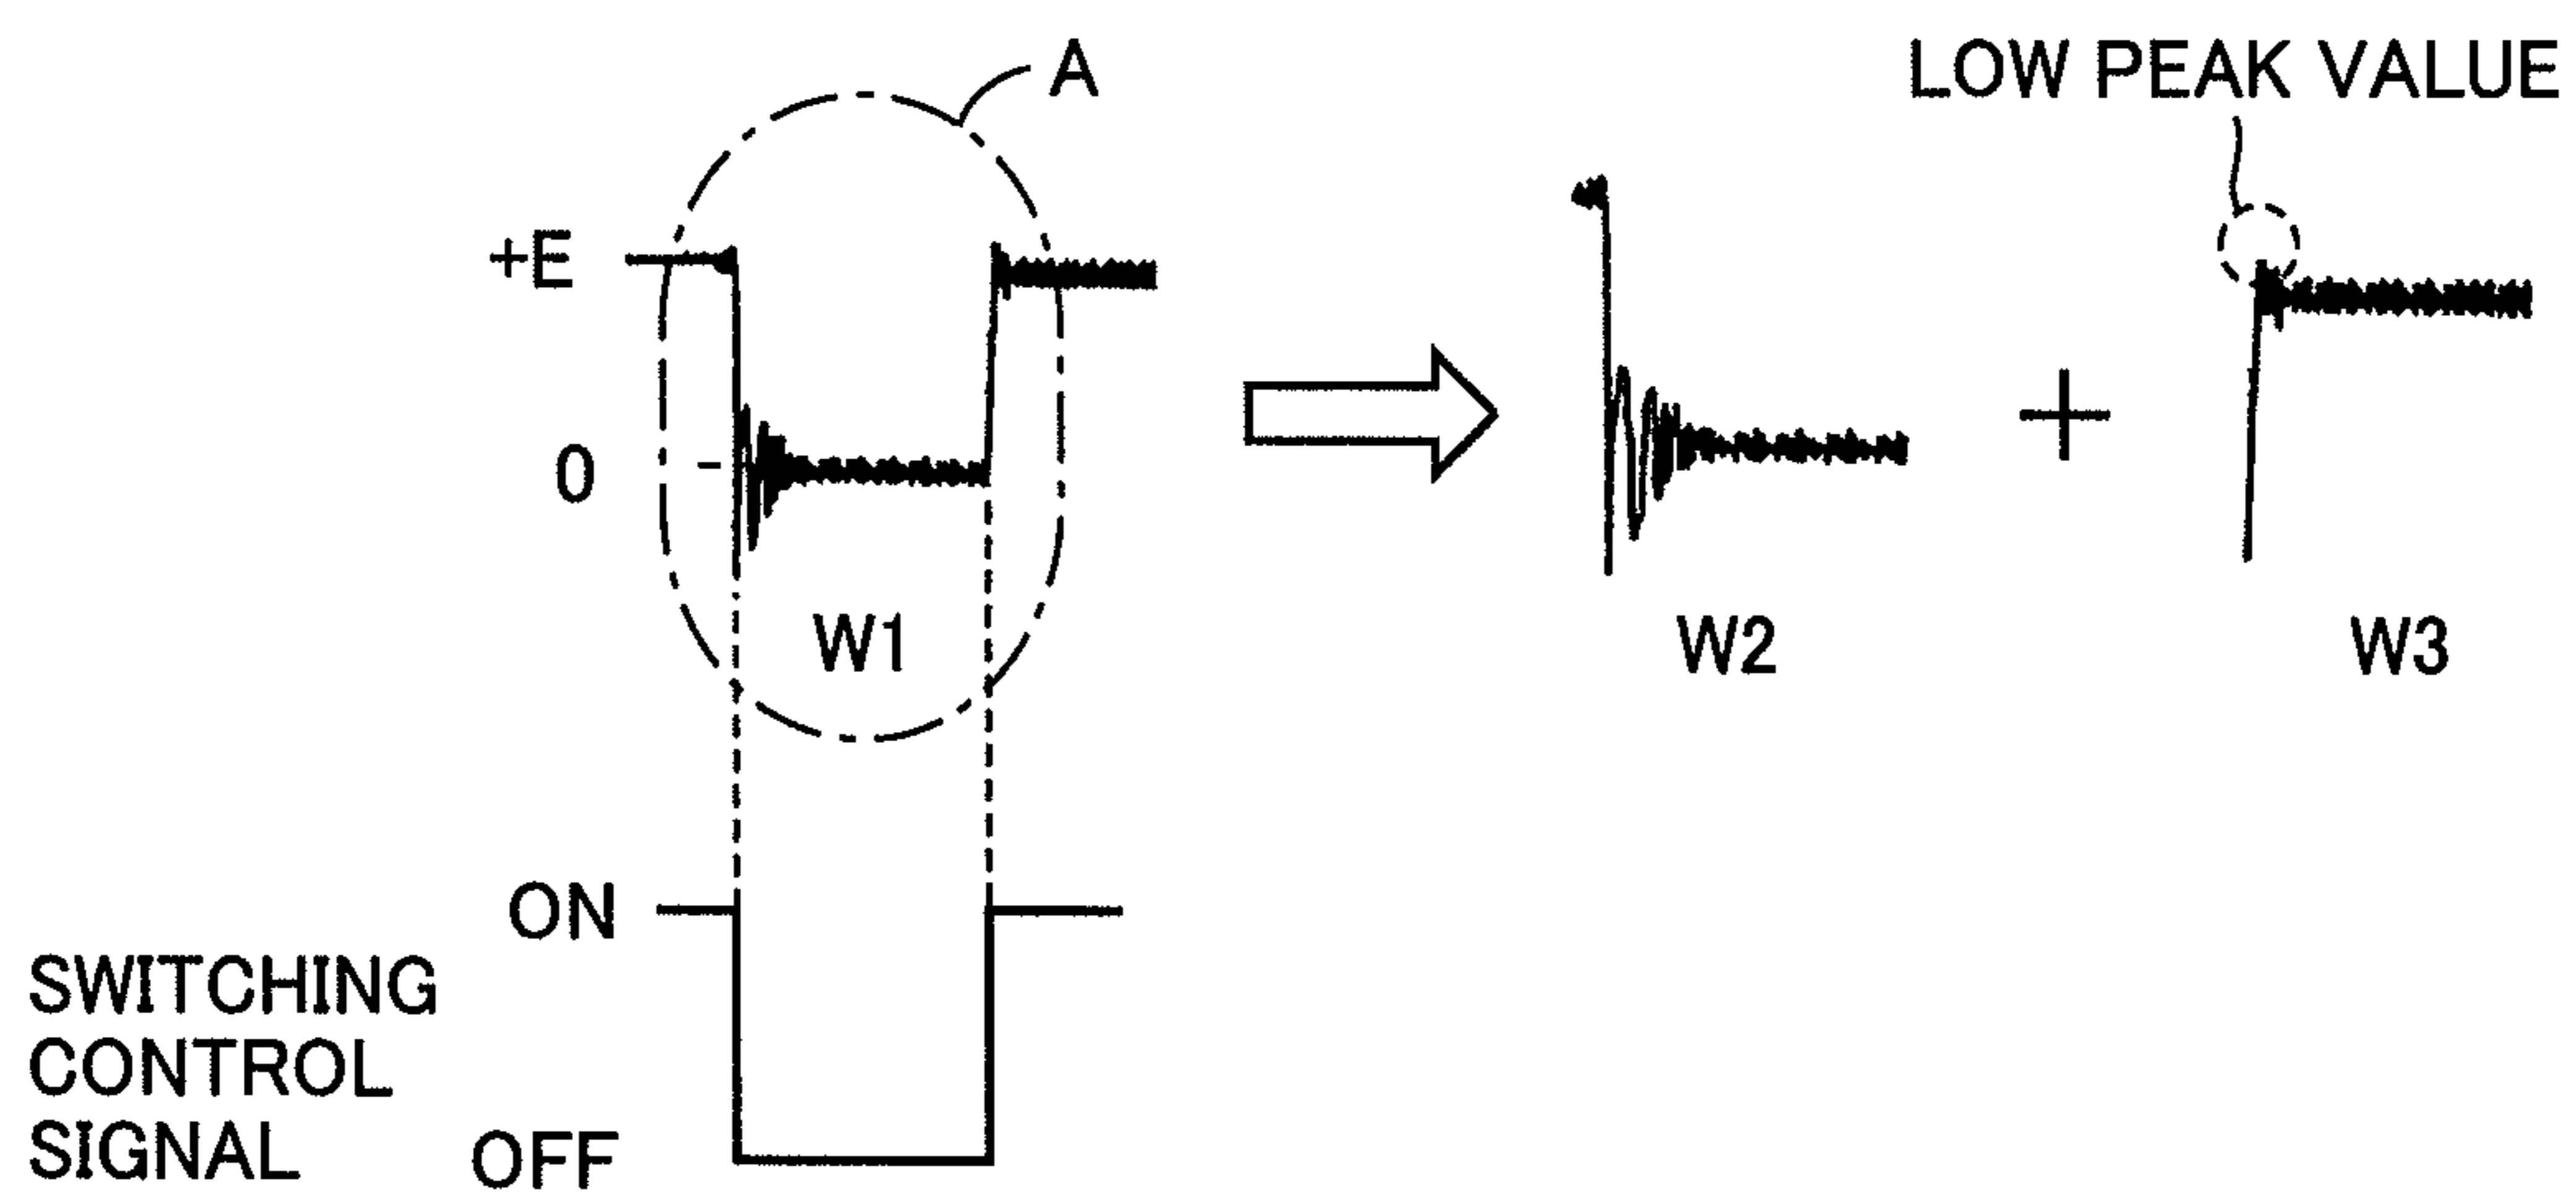 A
LOW PEAK VALUE
+E
0
W1
W2
+
W3
ON
SWITCHING
CONTROL
SIGNAL
OFF